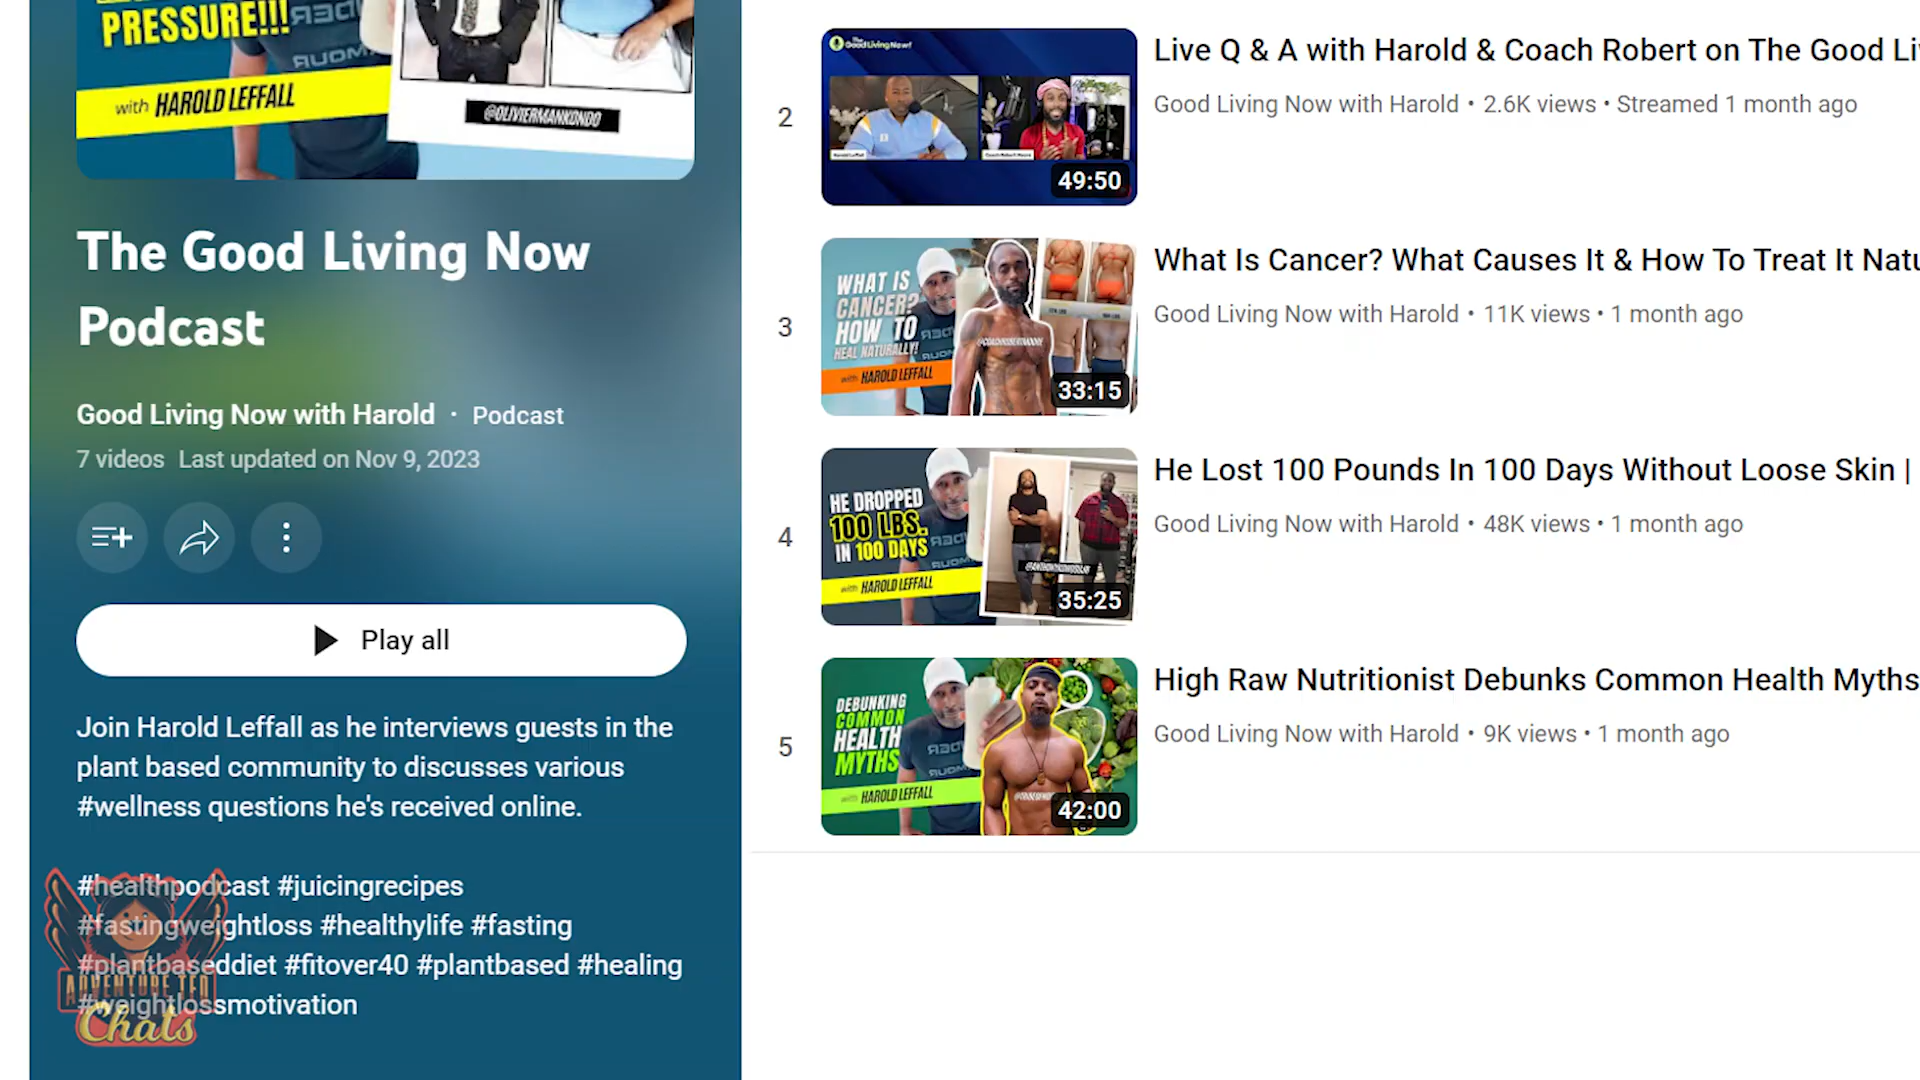 PRESSURE!!!
with HAROLD LEFFALL
@OLIVIERMANKONDO
The Good Living Now
Podcast
Good Living Now with Harold • Podcast
7 videos Last updated on Nov 9, 2023
Play all
Join Harold Leffall as he interviews guests in the
plant based community to discusses various
#wellness questions he's received online.
#healthpodcast #juicingrecipes
#fastingweightloss #healthylife #fasting
#plantbaseddiet #fitover40 #plantbased #healing
#weightlossmotivation
ADVENTURE TED
Chats
2
The Good Living Now!
49:50
Live Q & A with Harold & Coach Robert on The Good Li
Good Living Now with Harold • 2.6K views • Streamed 1 month ago
3
WHAT IS
CANCER?
HOW TO
HEAL NATURALLY!
with HAROLD LEFFALL
@COACHROBERTMOORE
33:15
What Is Cancer? What Causes It & How To Treat It Natu
Good Living Now with Harold • 11K views • 1 month ago
4
HE DROPPED
100 LBS.
IN 100 DAYS
with HAROLD LEFFALL
35:25
He Lost 100 Pounds In 100 Days Without Loose Skin |
Good Living Now with Harold • 48K views • 1 month ago
5
DEBUNKING
COMMON
HEALTH
MYTHS
with HAROLD LEFFALL
42:00
High Raw Nutritionist Debunks Common Health Myths
Good Living Now with Harold • 9K views • 1 month ago